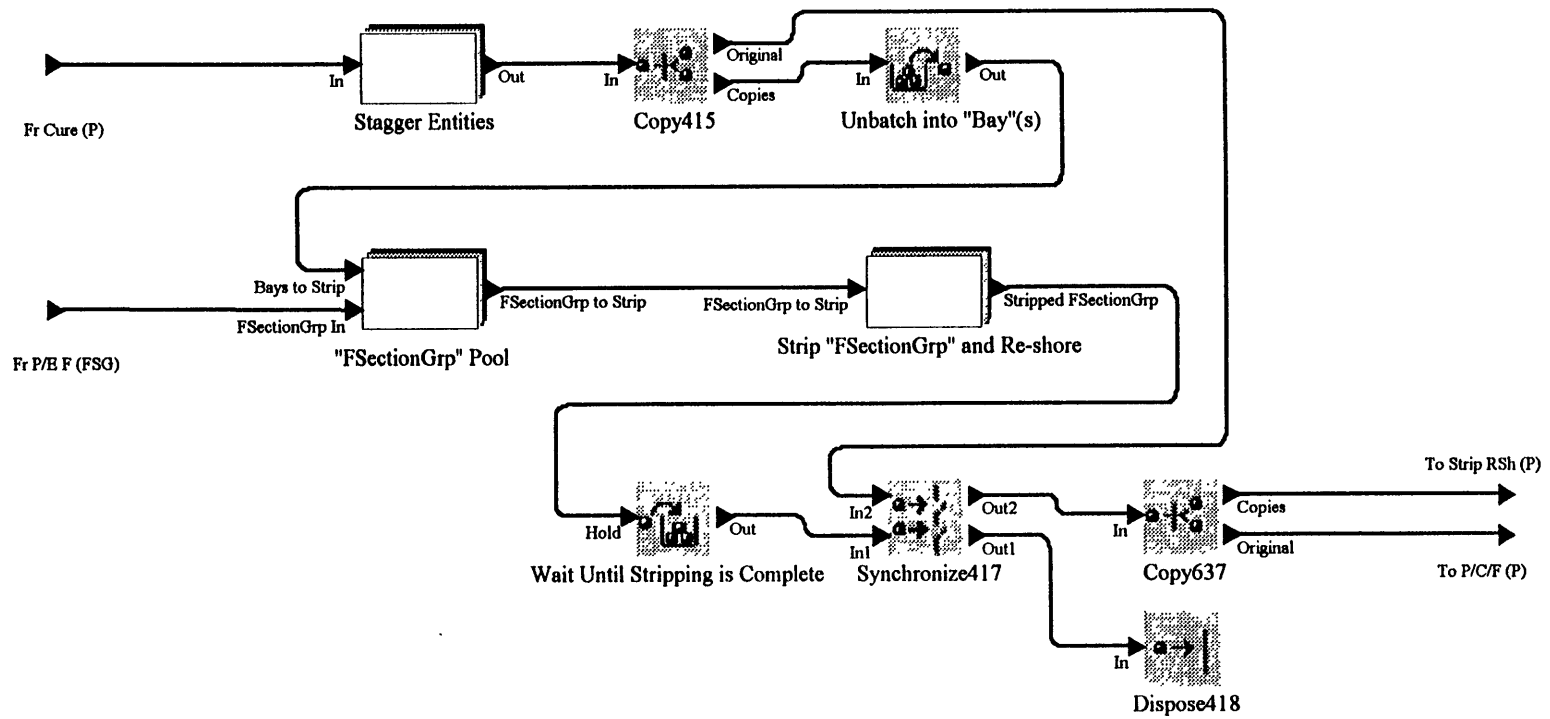 In
Out
In
Original
Copies
In
Out
Fr Cure (P)
Stagger Entities
Copy415
Unbatch into "Bay"(s)
Bays to Strip
FSectionGrp In
FSectionGrp to Strip
FSectionGrp to Strip
Stripped FSectionGrp
Fr P/E F (FSG)
"FSectionGrp" Pool
Strip "FSectionGrp" and Re-shore
Hold
Out
In2
In1
Out2
Out1
In
Copies
Original
To Strip RSh (P)
To P/C/F (P)
Wait Until Stripping is Complete
Synchronize417
Copy637
In
Dispose418